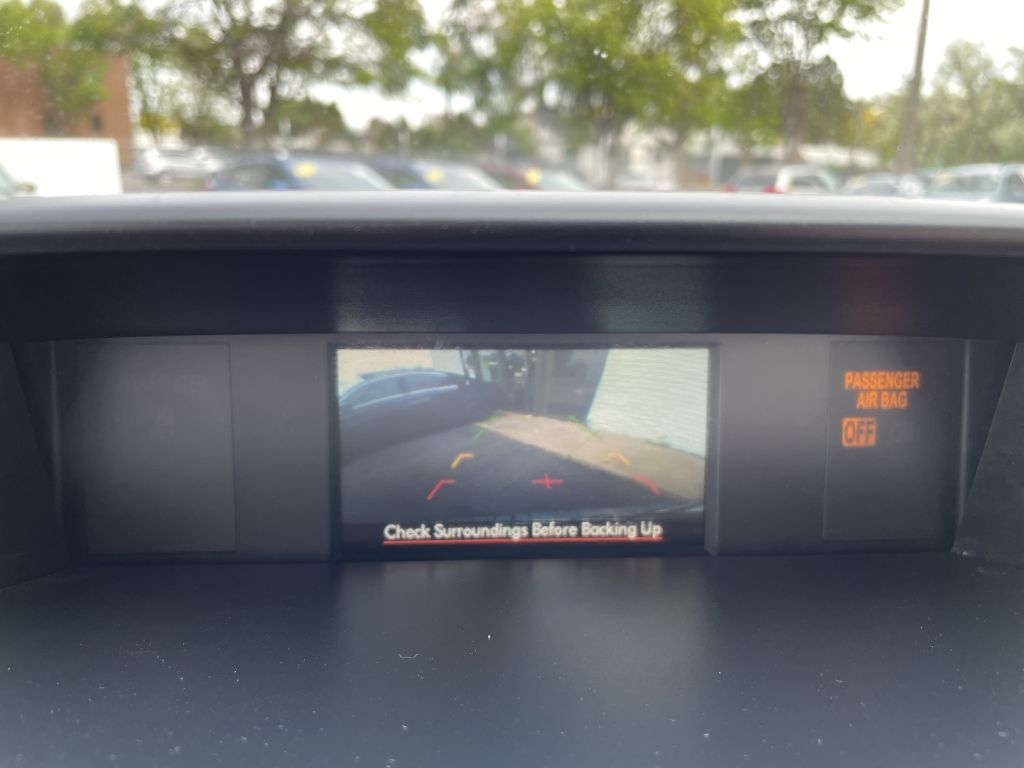 Check Surroundings Before Backing Up
PASSENGER
AIR BAG
OFF